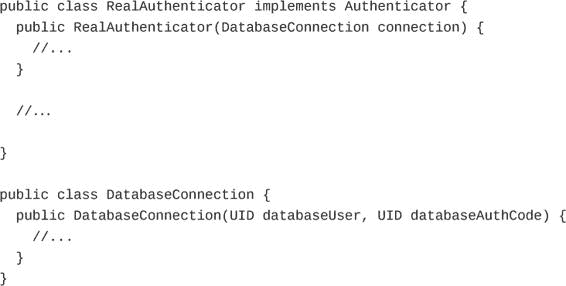 public class RealAuthenticator implements Authenticator {
  public RealAuthenticator(DatabaseConnection connection) {
    //...
  }
  //...
}
public class DatabaseConnection {
  public DatabaseConnection(UID databaseUser, UID databaseAuthCode) {
    //...
  }
}